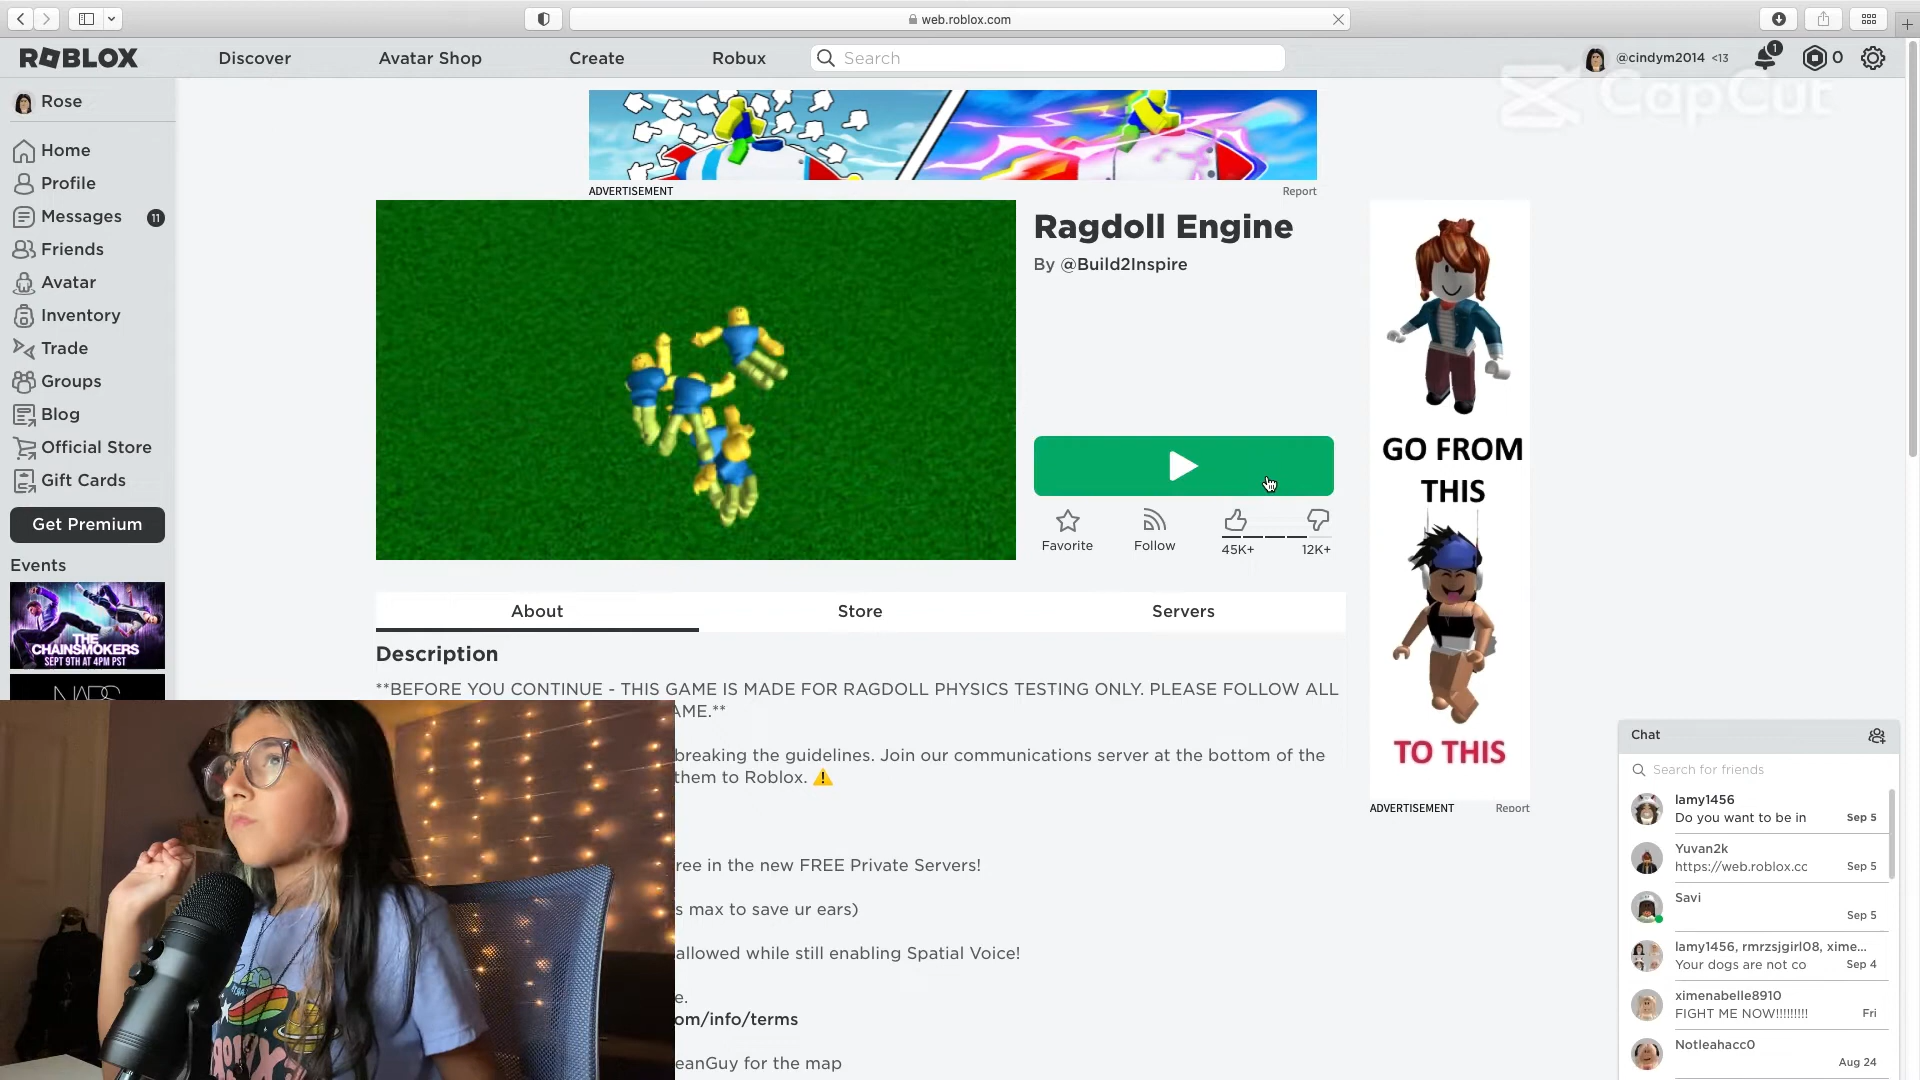 web.roblox.com
ROBLOX
Discover
Avatar Shop
Create
Robux
Search
@cindym2014 <13
1
0
CapCut
Rose
Home
Profile
Messages
11
Friends
Avatar
Inventory
Trade
Groups
Blog
Official Store
Gift Cards
Get Premium
Events
THE
CHAINSMOKERS
SEPT 9TH AT 4PM PST
ADVERTISEMENT
Report
Ragdoll Engine
By @Build2Inspire
Favorite
Follow
45K+
12K+
About
Store
Servers
Description
**BEFORE YOU CONTINUE - THIS GAME IS MADE FOR RAGDOLL PHYSICS TESTING ONLY. PLEASE FOLLOW ALL
AME.**
breaking the guidelines. Join our communications server at the bottom of the
them to Roblox. ⚠️
ree in the new FREE Private Servers!
s max to save ur ears)
allowed while still enabling Spatial Voice!
e.
om/info/terms
eanGuy for the map
GO FROM
THIS
TO THIS
ADVERTISEMENT
Report
Chat
Search for friends
lamy1456
Do you want to be in
Sep 5
Yuvan2k
https://web.roblox.cc
Sep 5
Savi
Sep 5
lamy1456, rmrzsjgirl08, xime...
Your dogs are not co
Sep 4
ximenabelle8910
FIGHT ME NOW!!!!!!!!!
Fri
Notleahacc0
Aug 24